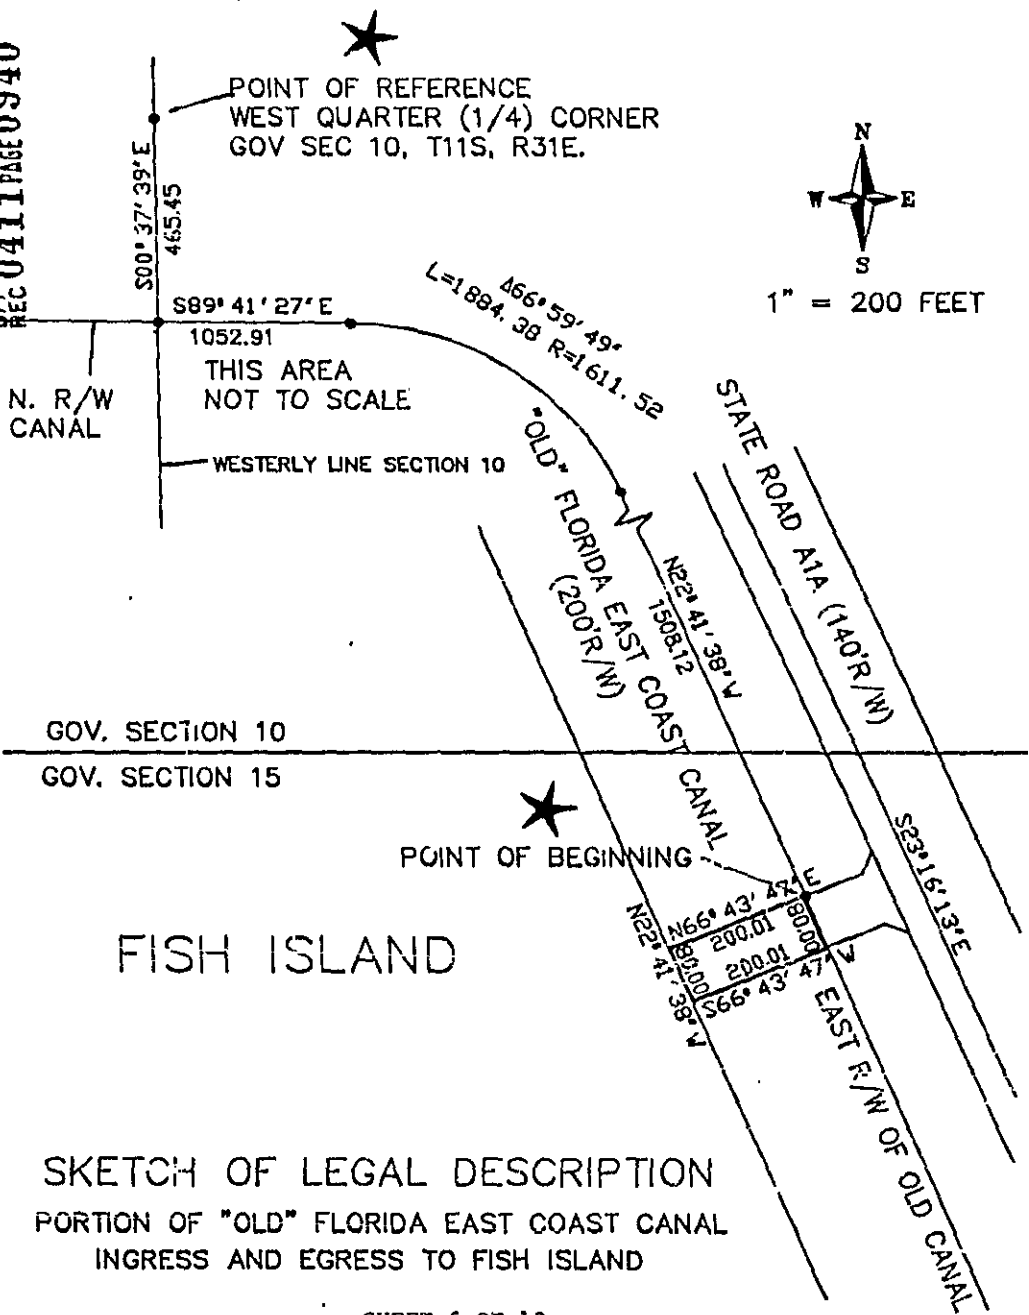 REC 0411 PAGE 0940
POINT OF REFERENCE
WEST QUARTER (1/4) CORNER
GOV SEC 10, T11S, R31E.
N
W E
S
1" = 200 FEET
S00° 37' 39" E
465.45
S89° 41' 27" E
1052.91
THIS AREA
NOT TO SCALE
N. R/W
CANAL
WESTERLY LINE SECTION 10
Δ66° 59' 49"
L=1884.38 R=1611.52
"OLD" FLORIDA EAST COAST CANAL
(200'R/W)
STATE ROAD A1A (140'R/W)
N22° 41' 38" W
1508.12
GOV. SECTION 10
GOV. SECTION 15
POINT OF BEGINNING
S23° 16' 13" E
N66° 43' 47" E
200.01
80.00
80.00
200.01
S66° 43' 47" W
N22° 41' 38" W
FISH ISLAND
EAST R/W OF OLD CANAL
SKETCH OF LEGAL DESCRIPTION
PORTION OF "OLD" FLORIDA EAST COAST CANAL
INGRESS AND EGRESS TO FISH ISLAND